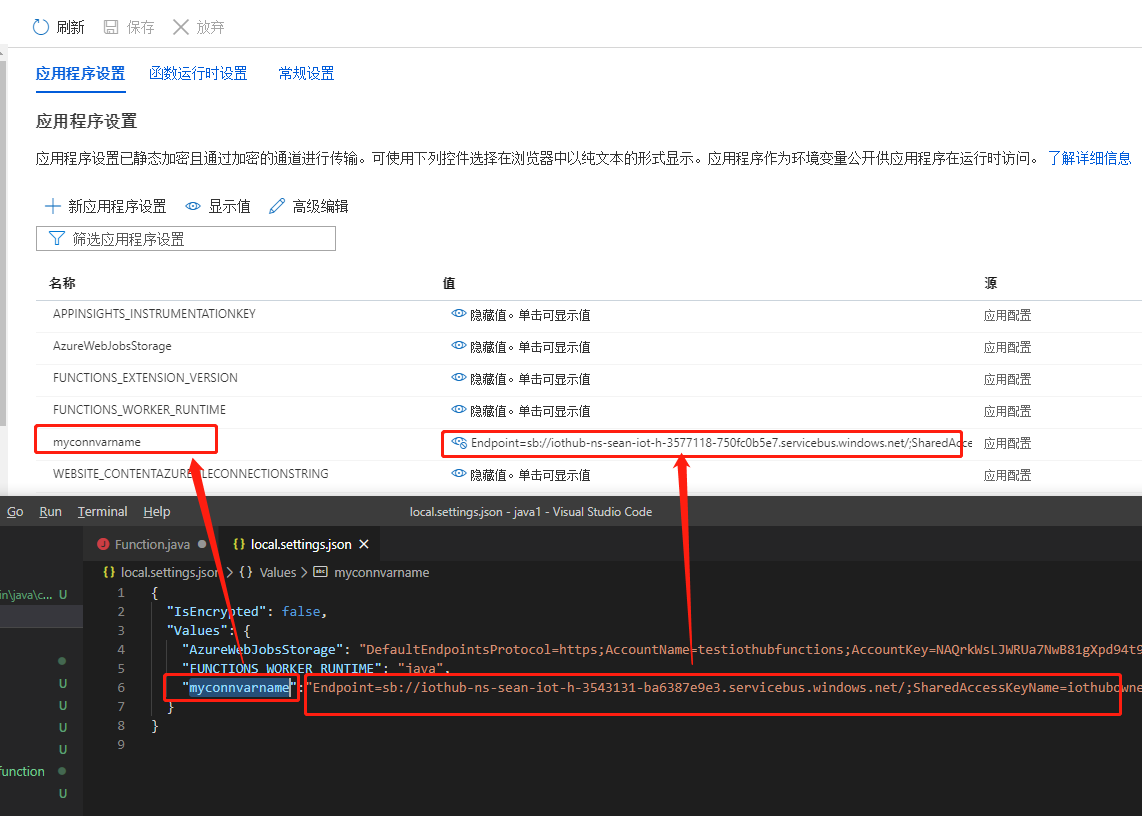 刷新 保存 放弃
应用程序设置 函数运行时设置 常规设置
应用程序设置
应用程序设置已静态加密且通过加密的通道进行传输。可使用下列控件选择在浏览器中以纯文本的形式显示。应用程序作为环境变量公开供应用程序在运行时访问。 了解详细信息
新应用程序设置 显示值 高级编辑
筛选应用程序设置
名称 值 源
APPINSIGHTS_INSTRUMENTATIONKEY 隐藏值。单击可显示值 应用配置
AzureWebJobsStorage 隐藏值。单击可显示值 应用配置
FUNCTIONS_EXTENSION_VERSION 隐藏值。单击可显示值 应用配置
FUNCTIONS_WORKER_RUNTIME 隐藏值。单击可显示值 应用配置
myconnvarname Endpoint=sb://iothub-ns-sean-iot-h-3577118-750fc0b5e7.servicebus.windows.net/;SharedAcce 应用配置
WEBSITE_CONTENTAZURE LECONNECTIONSTRING 隐藏值。单击可显示值 应用配置
Go Run Terminal Help local.settings.json - java1 - Visual Studio Code
J Function.java ● {} local.settings.json ×
{} local.settings.json > {} Values > abc myconnvarname
in\java\c... U
1 {
2 "IsEncrypted": false,
3 "Values": {
4 "AzureWebJobsStorage": "DefaultEndpointsProtocol=https;AccountName=testiothubfunctions;AccountKey=NAQrkWsLJWRUa7NwB81gXpd94t9
5 "FUNCTIONS_WORKER_RUNTIME": "java",
6 "myconnvarname":"Endpoint=sb://iothub-ns-sean-iot-h-3543131-ba6387e9e3.servicebus.windows.net/;SharedAccessKeyName=iothubowne
7 }
8 }
9
U
U
U
U
unction
U